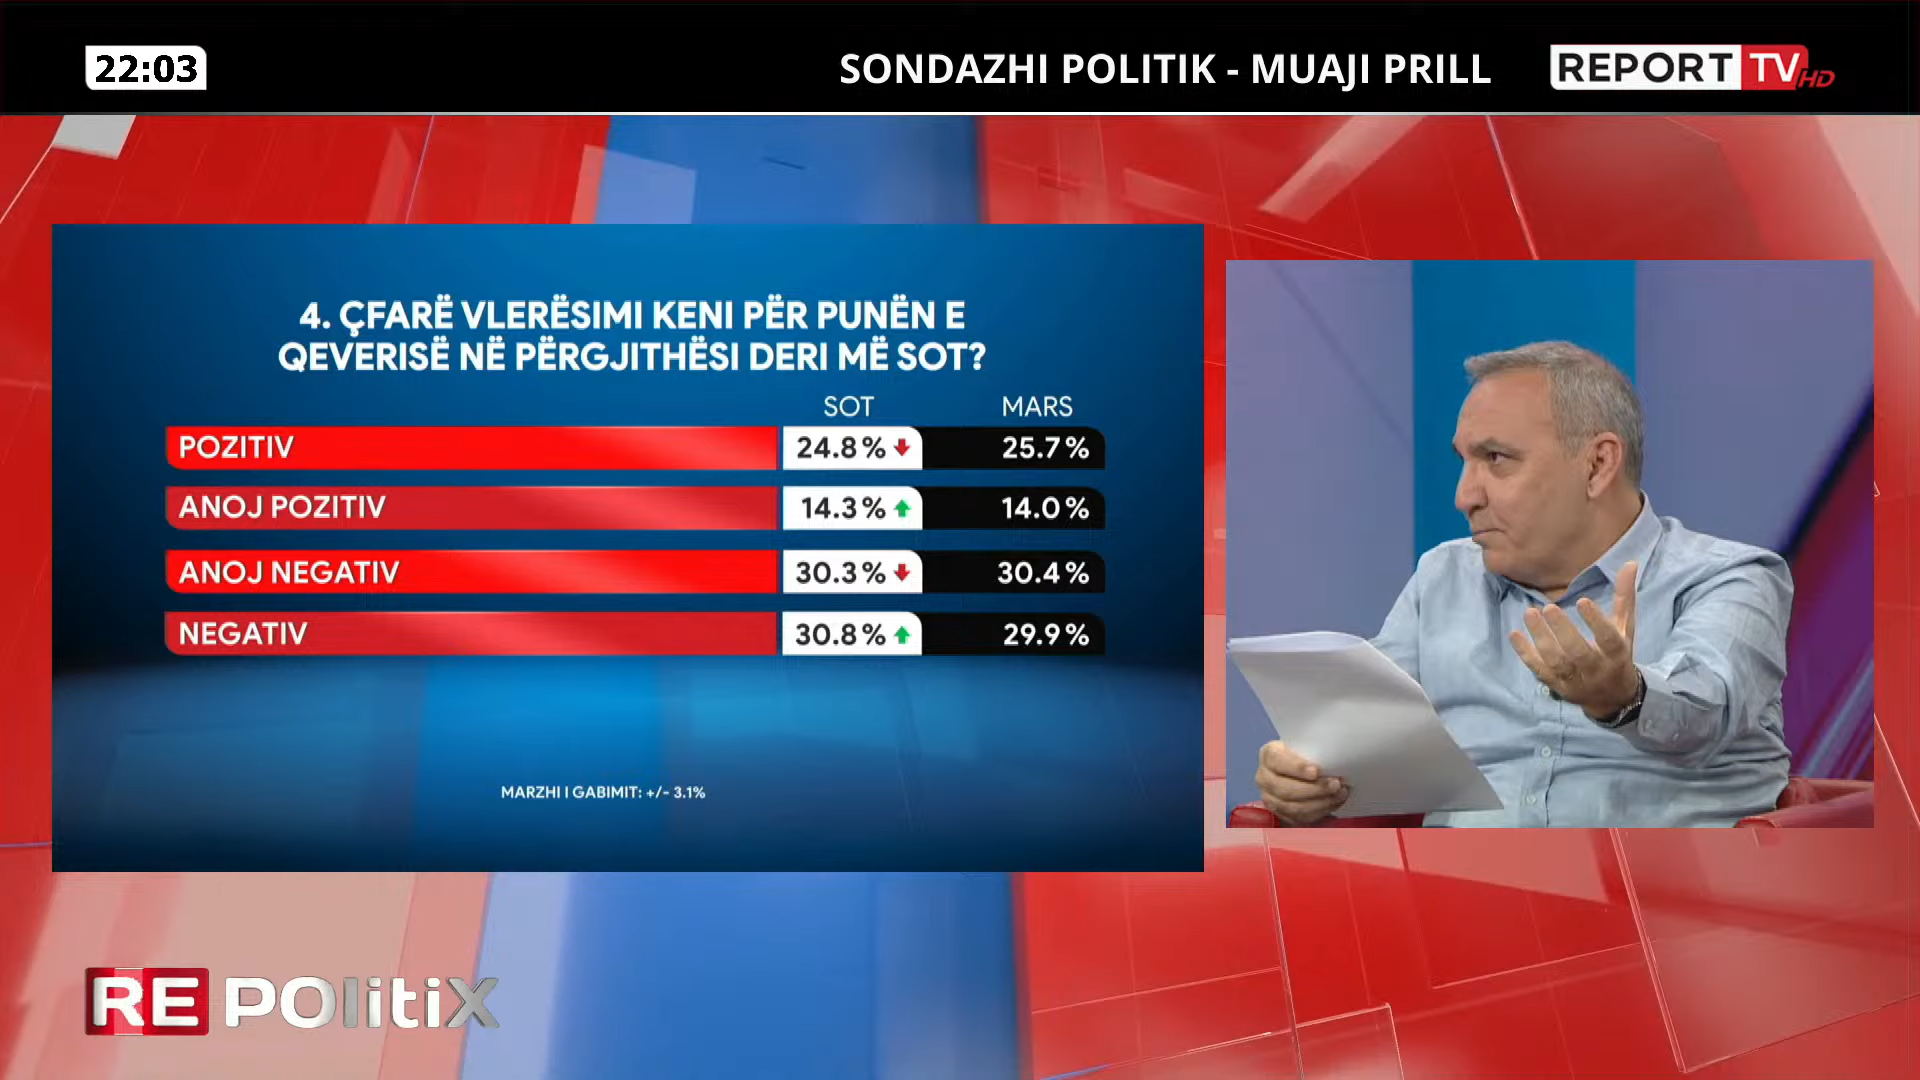 22:03
SONDAZHI POLITIK - MUAJI PRILL
REPORT TV HD
4. ÇFARË VLERËSIMI KENI PËR PUNËN E
QEVERISË NË PËRGJITHËSI DERI MË SOT?
SOT MARS
POZITIV 24.8% 25.7%
ANOJ POZITIV 14.3% 14.0%
ANOJ NEGATIV 30.3% 30.4%
NEGATIV 30.8% 29.9%
MARZHI I GABIMIT: +/- 3.1%
RE POlitiX